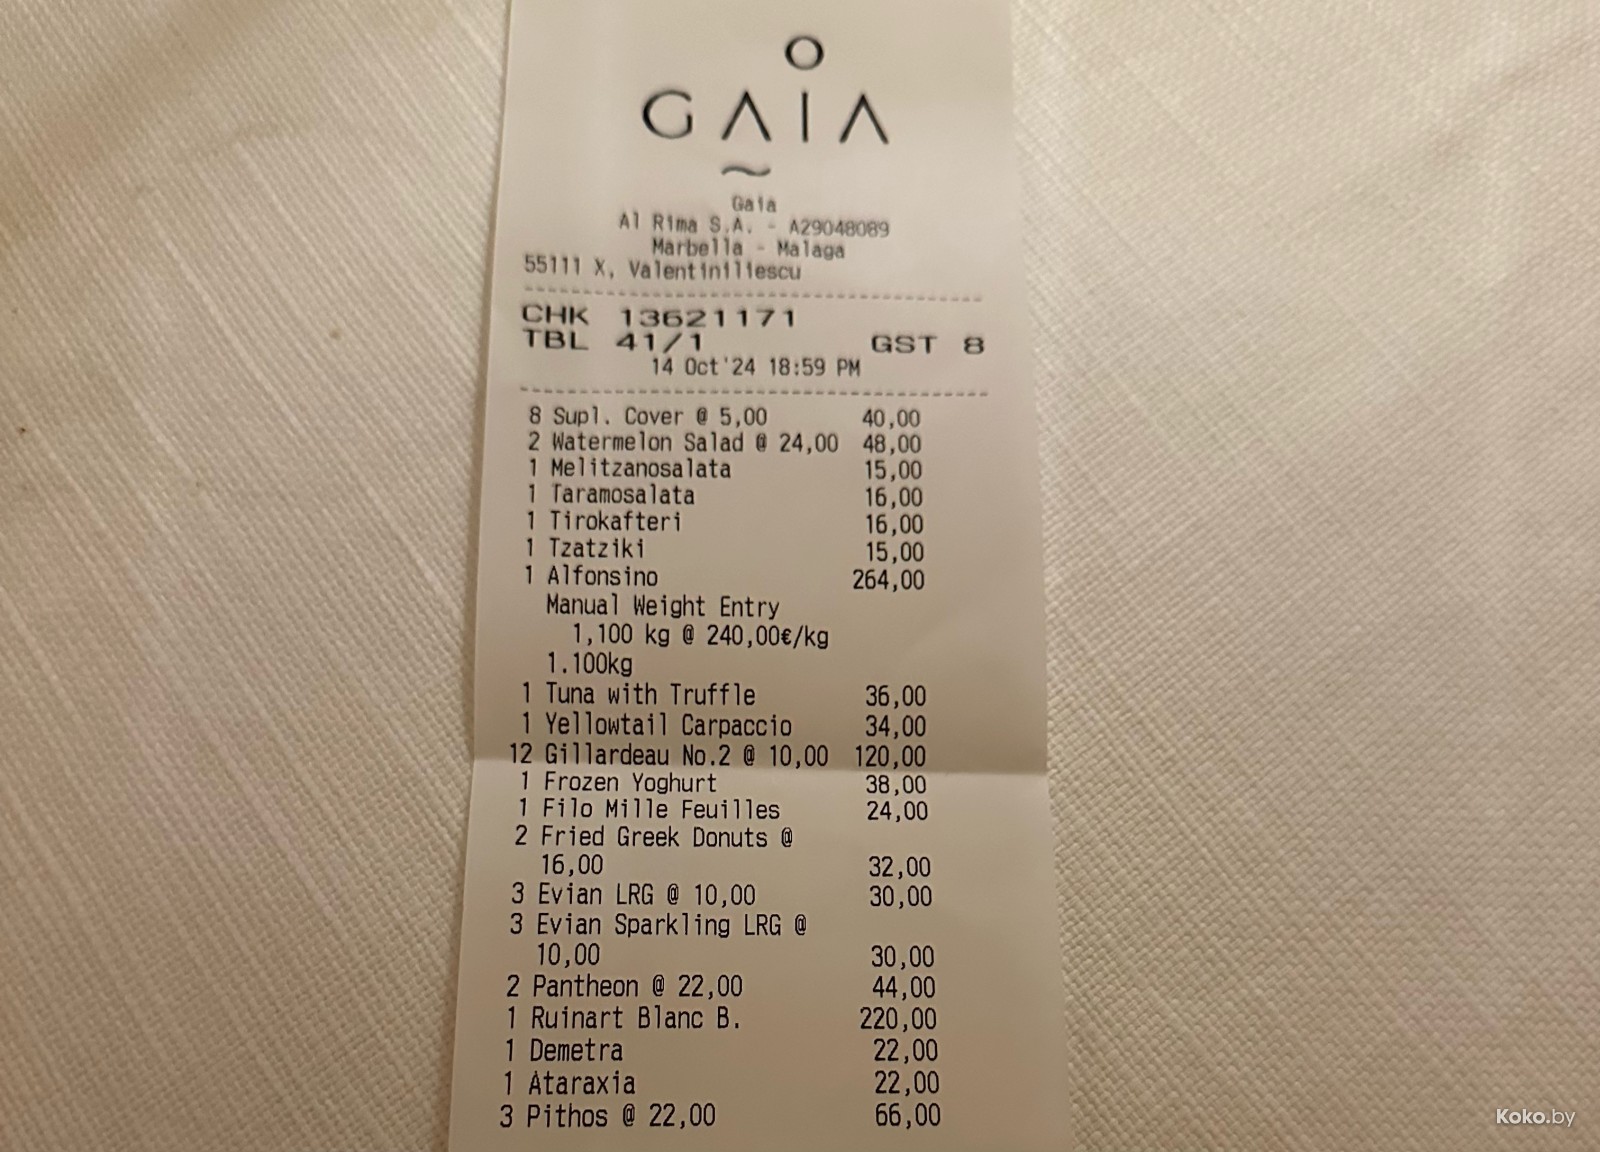 GAIA
Gaia
Al Rima S.A. - A29048089
Marbella - Malaga
55111 X, Valentiniliescu
CHK 13621171
TBL 41/1 GST 8
14 Oct'24 18:59 PM
8 Supl. Cover @ 5,00 40,00
2 Watermelon Salad @ 24,00 48,00
1 Melitzanosalata 15,00
1 Taramosalata 16,00
1 Tirokafteri 16,00
1 Tzatziki 15,00
1 Alfonsino 264,00
Manual Weight Entry
1,100 kg @ 240,00€/kg
1.100kg
1 Tuna with Truffle 36,00
1 Yellowtail Carpaccio 34,00
12 Gillardeau No.2 @ 10,00 120,00
1 Frozen Yoghurt 38,00
1 Filo Mille Feuilles 24,00
2 Fried Greek Donuts @
16,00 32,00
3 Evian LRG @ 10,00 30,00
3 Evian Sparkling LRG @
10,00 30,00
2 Pantheon @ 22,00 44,00
1 Ruinart Blanc B. 220,00
1 Demetra 22,00
1 Ataraxia 22,00
3 Pithos @ 22,00 66,00
Koko.by